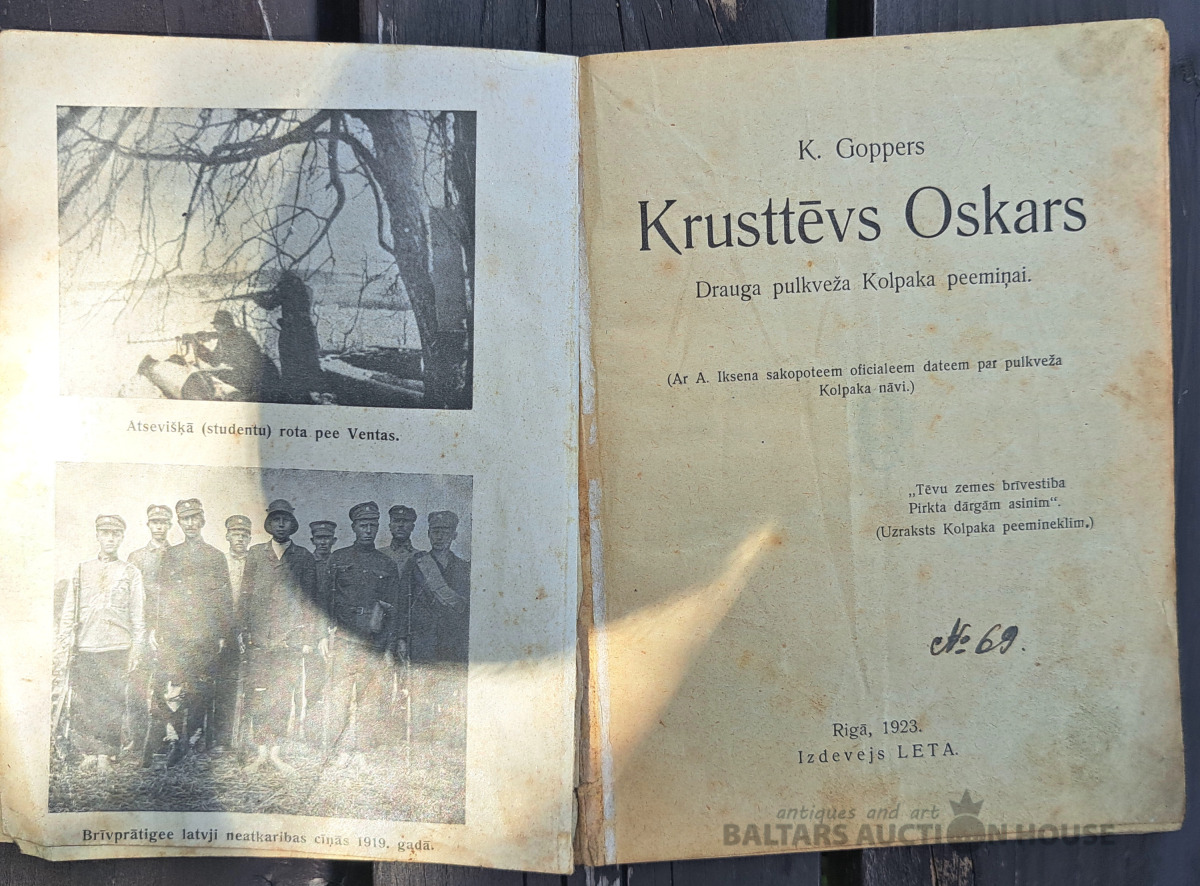 Atsevišķā (studentu) rota pee Ventas.
Brīvprātigee latvji neatkaribas cīņās 1919. gadā.
K. Goppers
Krusttēvs Oskars
Drauga pulkveža Kolpaka peemiņai.
(Ar A. Iksena sakopoteem oficialeem dateem par pulkveža
Kolpaka nāvi.)
„Tēvu zemes brīvestiba
Pirkta dārgām asinim“.
(Uzraksts Kolpaka peemineklim.)
№ 69.
Rigā, 1923.
Izdevejs LETA.
antiques and art
BALTARS AUCTION HOUSE